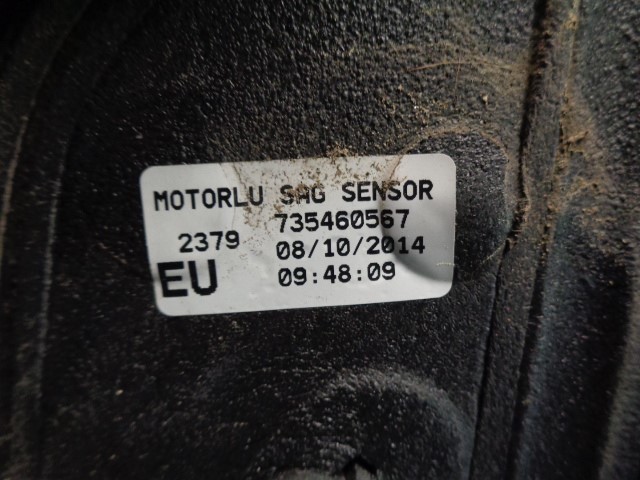 MOTORLU SAG SENSOR
735460567
2379 08/10/2014
EU 09:48:09